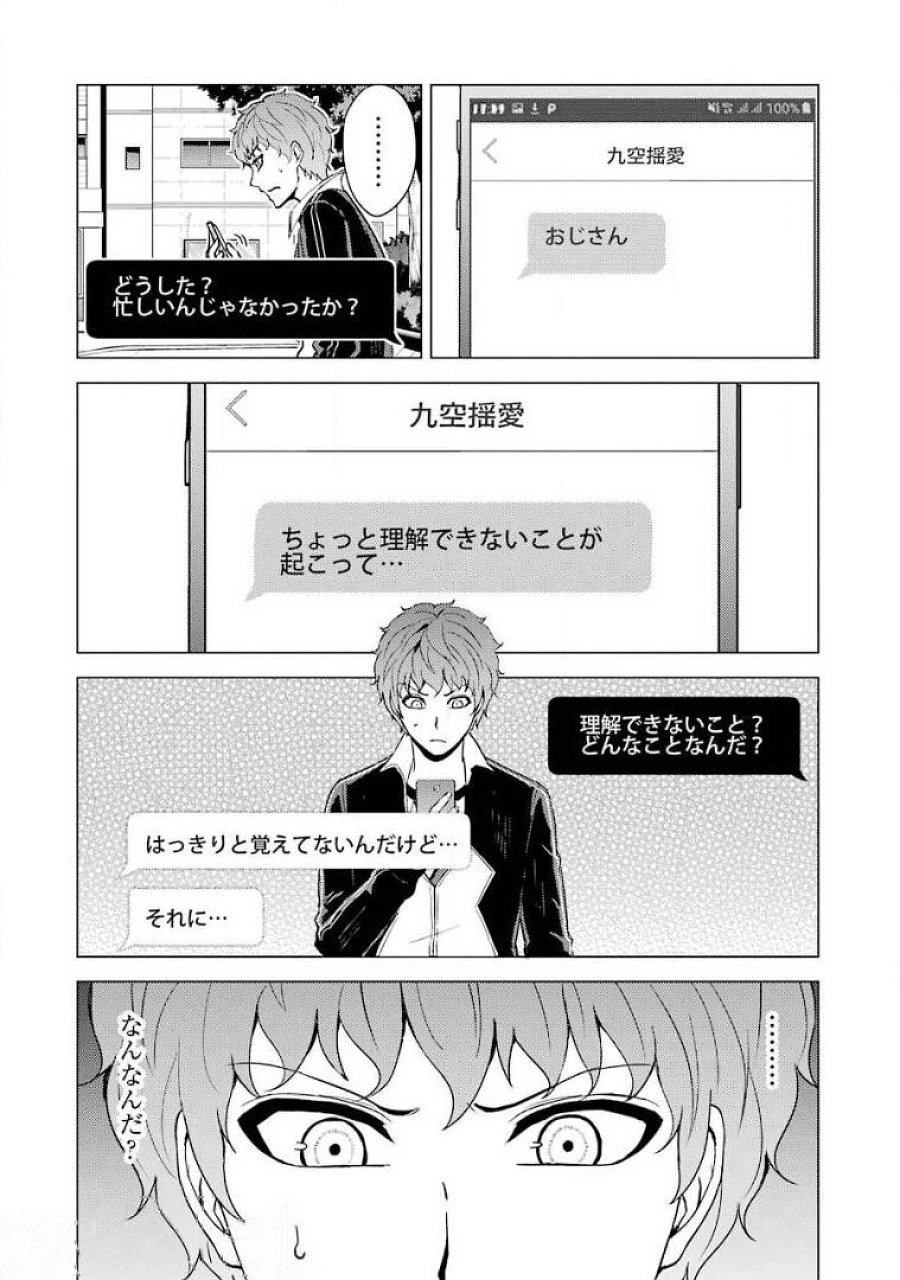 100%
九空揺愛
おじさん
………
どうした？
忙しいんじゃなかったか？
九空揺愛
ちょっと理解できないことが
起こって…
理解できないこと？
どんなことなんだ？
はっきりと覚えてないんだけど…
それに…
………
なんなんだ？